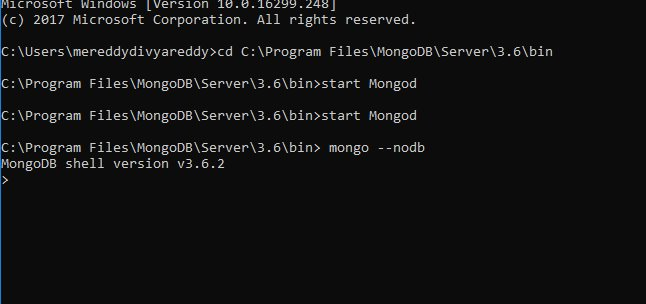 Microsoft Windows [Version 10.0.16299.248]
(c) 2017 Microsoft Corporation. All rights reserved.
C:\Users\mereddydivyareddy>cd C:\Program Files\MongoDB\Server\3.6\bin
C:\Program Files\MongoDB\Server\3.6\bin>start Mongod
C:\Program Files\MongoDB\Server\3.6\bin>start Mongod
C:\Program Files\MongoDB\Server\3.6\bin> mongo --nodb
MongoDB shell version v3.6.2
>